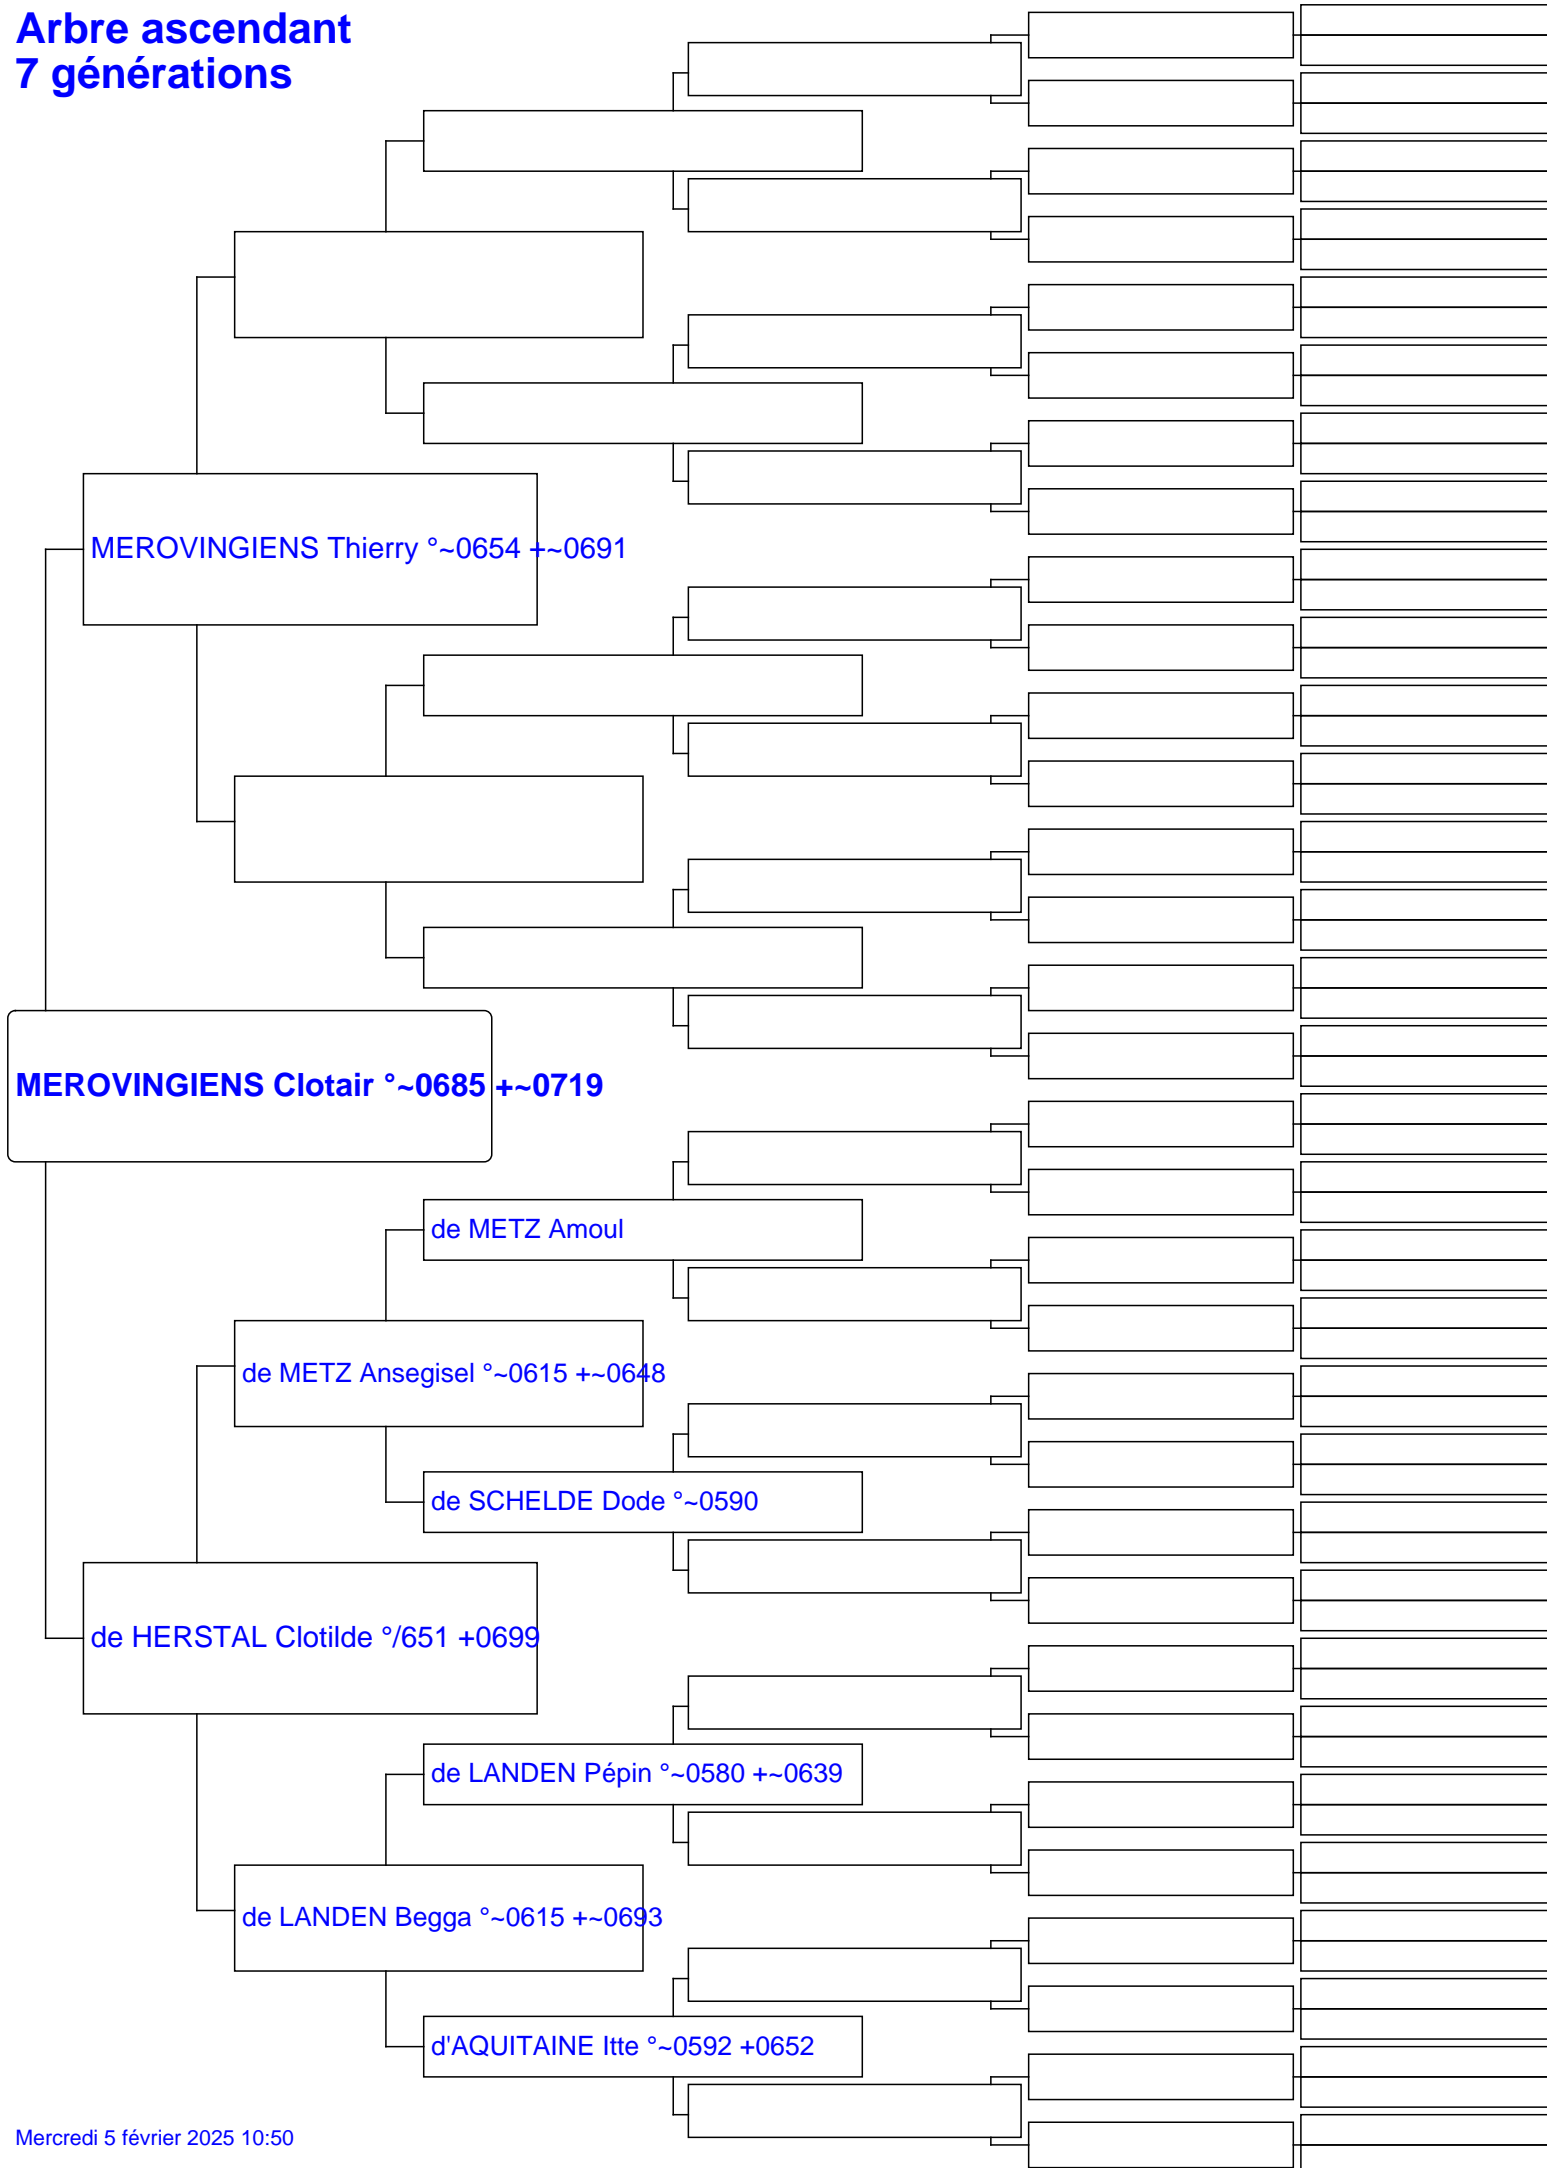 Arbre ascendant
7 générations
MEROVINGIENS Thierry °~0654 +~0691
MEROVINGIENS Clotair °~0685 +~0719
de METZ Amoul
de METZ Ansegisel °~0615 +~0648
de SCHELDE Dode °~0590
de HERSTAL Clotilde °/651 +0699
de LANDEN Pépin °~0580 +~0639
de LANDEN Begga °~0615 +~0693
d'AQUITAINE Itte °~0592 +0652
Mercredi 5 février 2025 10:50